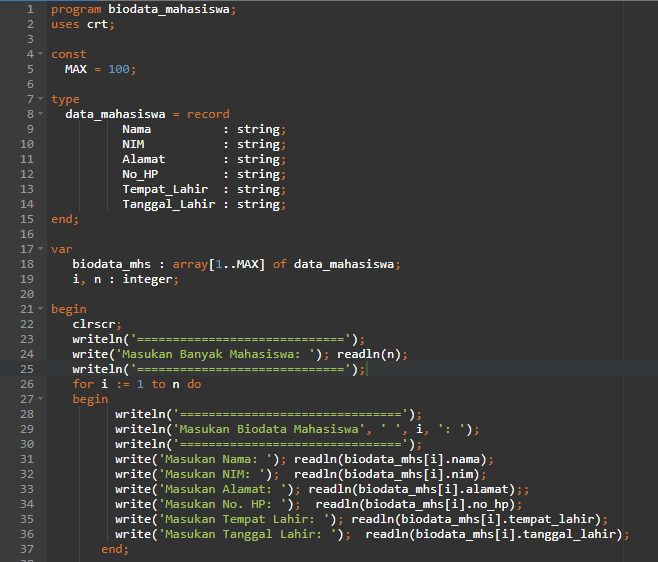 1 program biodata_mahasiswa;
2 uses crt;
3
4 const
5 MAX = 100;
6
7 type
8 data_mahasiswa = record
9 Nama : string;
10 NIM : string;
11 Alamat : string;
12 No_HP : string;
13 Tempat_Lahir : string;
14 Tanggal_Lahir : string;
15 end;
16
17 var
18 biodata_mhs : array[1..MAX] of data_mahasiswa;
19 i, n : integer;
20
21 begin
22 clrscr;
23 writeln('=============================');
24 write('Masukan Banyak Mahasiswa: '); readln(n);
25 writeln('=============================');
26 for i := 1 to n do
27 begin
28 writeln('===============================');
29 writeln('Masukan Biodata Mahasiswa', ' ', i, ': ');
30 writeln('===============================');
31 write('Masukan Nama: '); readln(biodata_mhs[i].nama);
32 write('Masukan NIM: '); readln(biodata_mhs[i].nim);
33 write('Masukan Alamat: '); readln(biodata_mhs[i].alamat);;
34 write('Masukan No. HP: '); readln(biodata_mhs[i].no_hp);
35 write('Masukan Tempat Lahir: '); readln(biodata_mhs[i].tempat_lahir);
36 write('Masukan Tanggal Lahir: '); readln(biodata_mhs[i].tanggal_lahir);
37 end;